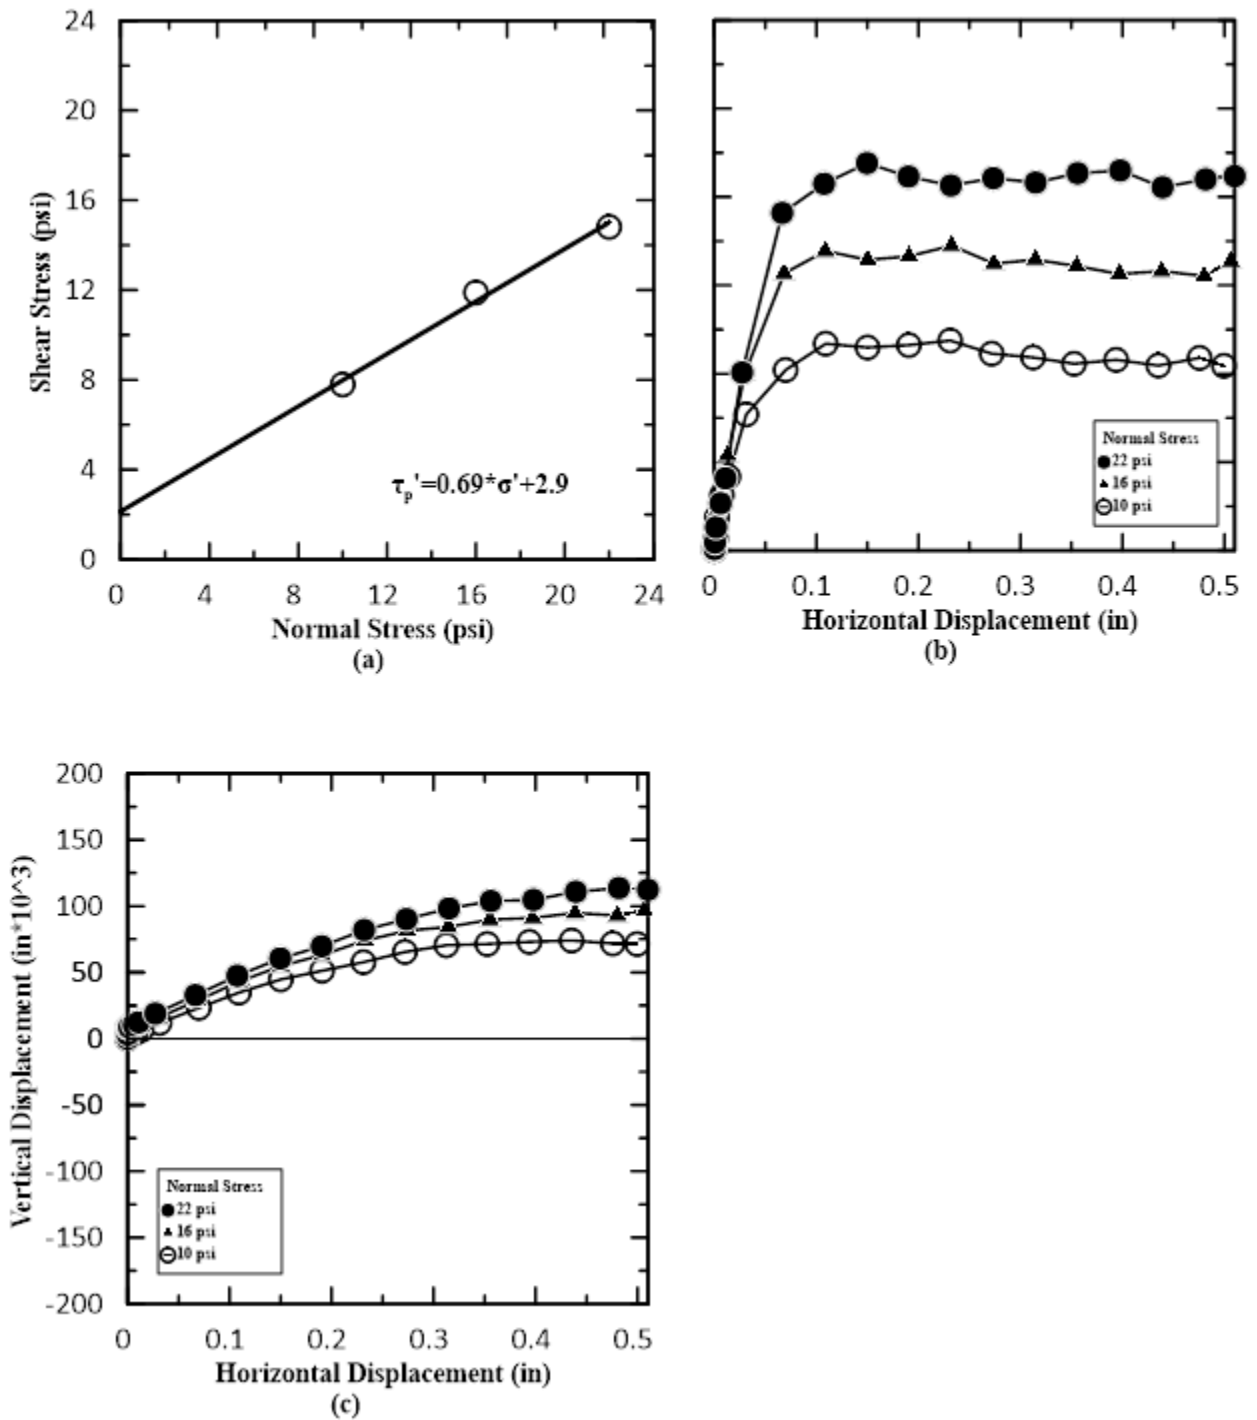 24
20
16
12
8
4
0
Shear Stress (psi)
τp'=0.69*σ'+2.9
0 4 8 12 16 20 24
Normal Stress (psi)
(a)
Normal Stress
22 psi
16 psi
10 psi
0 0.1 0.2 0.3 0.4 0.5
Horizontal Displacement (in)
(b)
200
150
100
50
0
-50
-100
-150
-200
Vertical Displacement (in*10^3)
Normal Stress
22 psi
16 psi
10 psi
0 0.1 0.2 0.3 0.4 0.5
Horizontal Displacement (in)
(c)